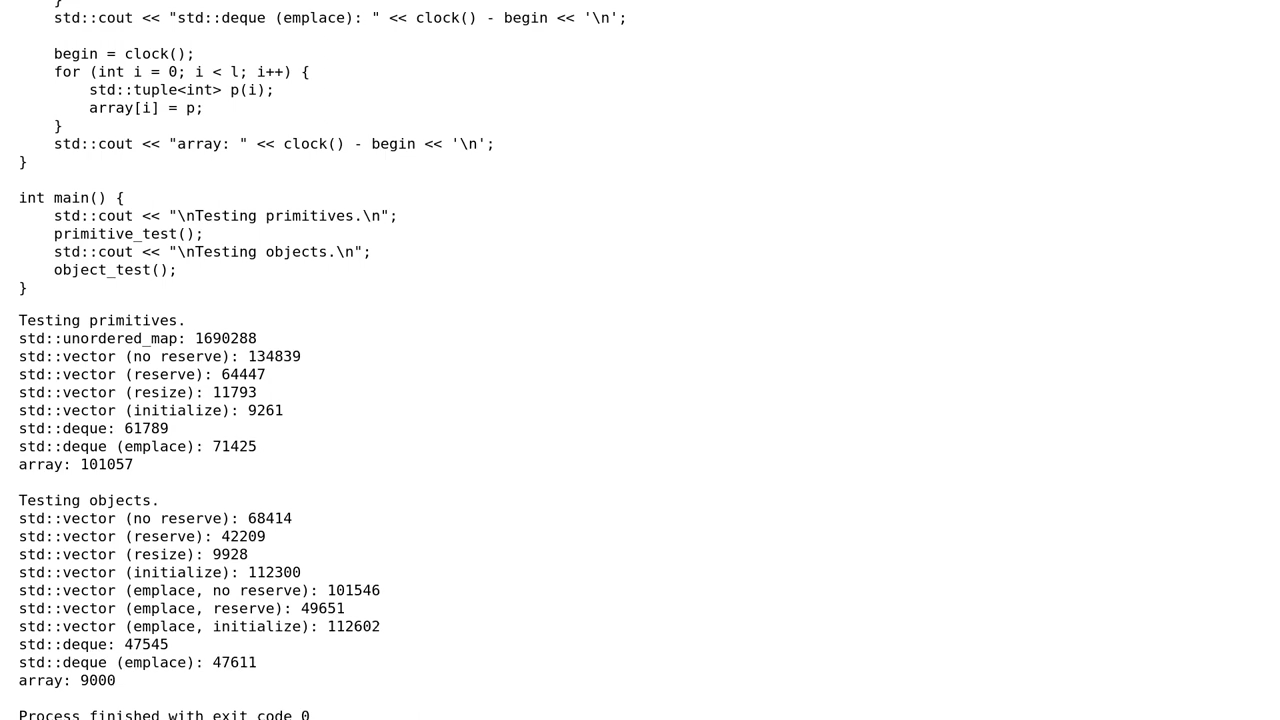 }
    std::cout << "std::deque (emplace): " << clock() - begin << '\n';

    begin = clock();
    for (int i = 0; i < l; i++) {
        std::tuple<int> p(i);
        array[i] = p;
    }
    std::cout << "array: " << clock() - begin << '\n';
}

int main() {
    std::cout << "\nTesting primitives.\n";
    primitive_test();
    std::cout << "\nTesting objects.\n";
    object_test();
}

Testing primitives.
std::unordered_map: 1690288
std::vector (no reserve): 134839
std::vector (reserve): 64447
std::vector (resize): 11793
std::vector (initialize): 9261
std::deque: 61789
std::deque (emplace): 71425
array: 101057

Testing objects.
std::vector (no reserve): 68414
std::vector (reserve): 42209
std::vector (resize): 9928
std::vector (initialize): 112300
std::vector (emplace, no reserve): 101546
std::vector (emplace, reserve): 49651
std::vector (emplace, initialize): 112602
std::deque: 47545
std::deque (emplace): 47611
array: 9000

Process finished with exit code 0